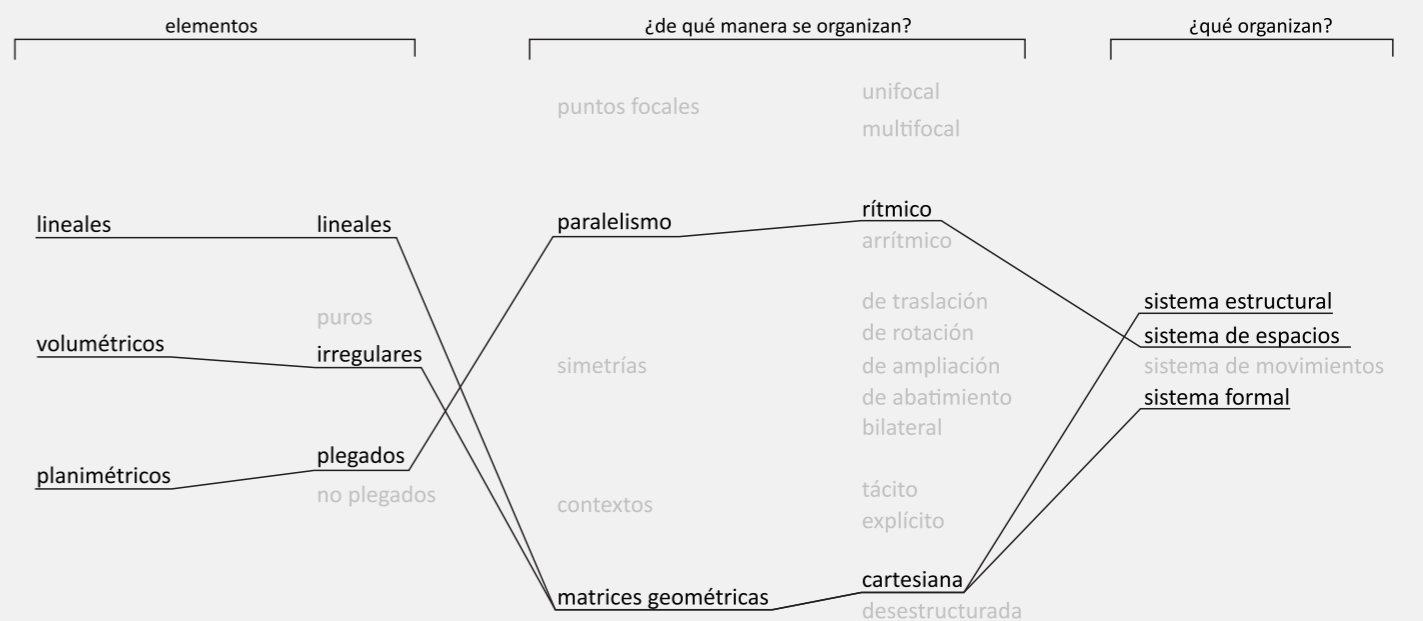 elementos
¿de qué manera se organizan?
¿qué organizan?
puntos focales
unifocal
multifocal
lineales
lineales
paralelismo
rítmico
arrítmico
volumétricos
puros
irregulares
simetrías
de traslación
de rotación
de ampliación
de abatimiento
bilateral
sistema estructural
sistema de espacios
sistema de movimientos
sistema formal
planimétricos
plegados
no plegados
contextos
tácito
explícito
matrices geométricas
cartesiana
desestructurada